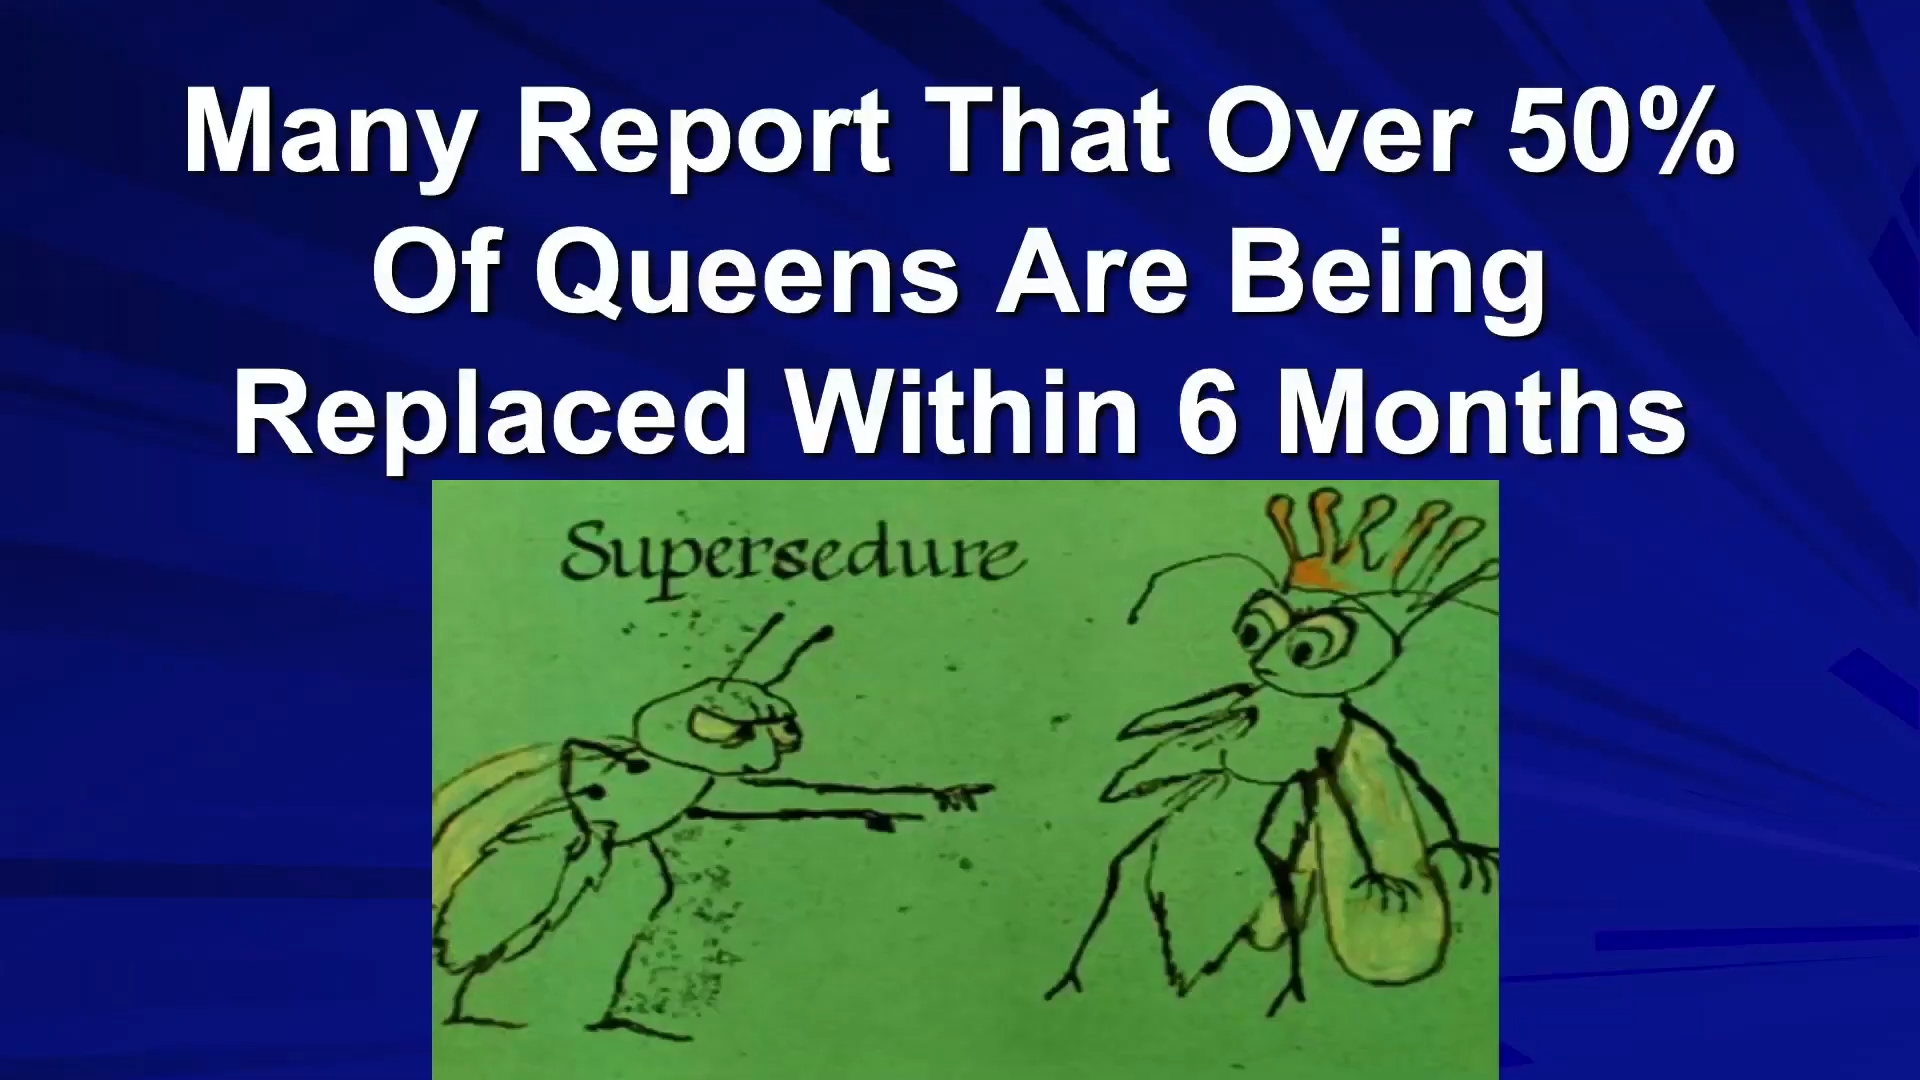 Many Report That Over 50%
Of Queens Are Being
Replaced Within 6 Months
Supersedure